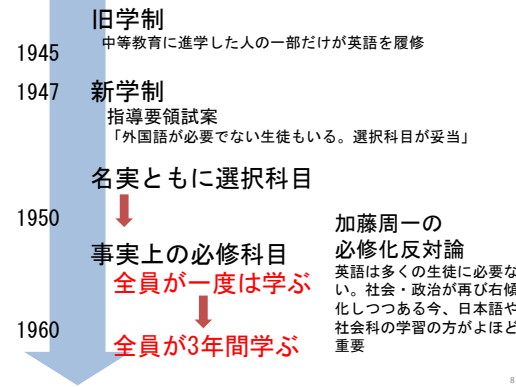 旧学制
中等教育に進学した人の一部だけが英語を履修
1945
1947
新学制
指導要領試案
「外国語が必要でない生徒もいる。選択科目が妥当」
名実ともに選択科目
1950
事実上の必修科目
全員が一度は学ぶ
全員が3年間学ぶ
1960
加藤周一の
必修化反対論
英語は多くの生徒に必要な
い。社会・政治が再び右傾
化しつつある今、日本語や
社会科の学習の方がよほど
重要
8